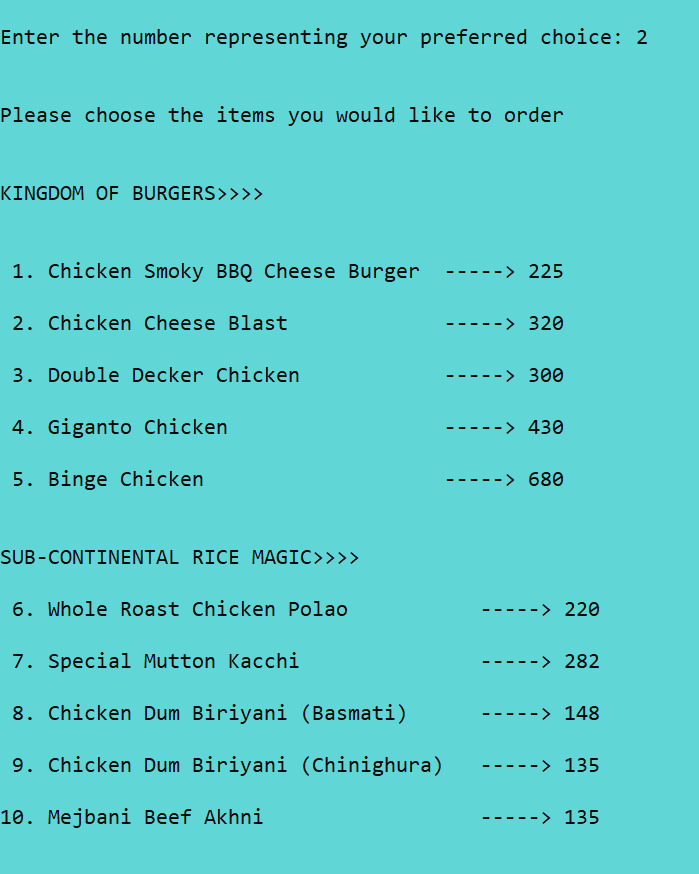 Enter the number representing your preferred choice: 2
Please choose the items you would like to order
KINGDOM OF BURGERS>>>>
1. Chicken Smoky BBQ Cheese Burger -----> 225
2. Chicken Cheese Blast -----> 320
3. Double Decker Chicken -----> 300
4. Giganto Chicken -----> 430
5. Binge Chicken -----> 680
SUB-CONTINENTAL RICE MAGIC>>>>
6. Whole Roast Chicken Polao -----> 220
7. Special Mutton Kacchi -----> 282
8. Chicken Dum Biriyani (Basmati) -----> 148
9. Chicken Dum Biriyani (Chinighura) -----> 135
10. Mejbani Beef Akhni -----> 135